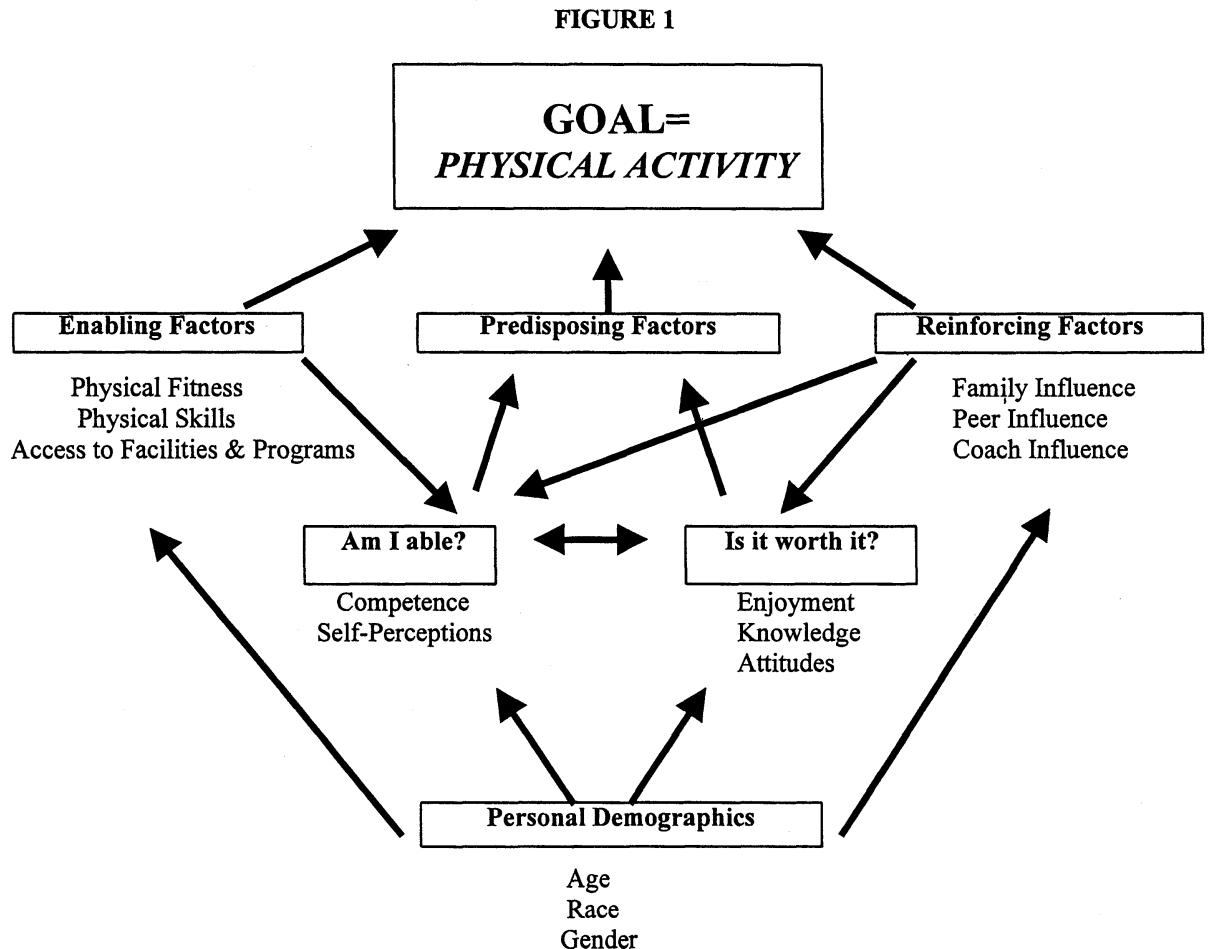 FIGURE 1
GOAL=
PHYSICAL ACTIVITY
Enabling Factors
Physical Fitness
Physical Skills
Access to Facilities & Programs
Predisposing Factors
Reinforcing Factors
Family Influence
Peer Influence
Coach Influence
Am I able?
Competence
Self-Perceptions
Is it worth it?
Enjoyment
Knowledge
Attitudes
Personal Demographics
Age
Race
Gender